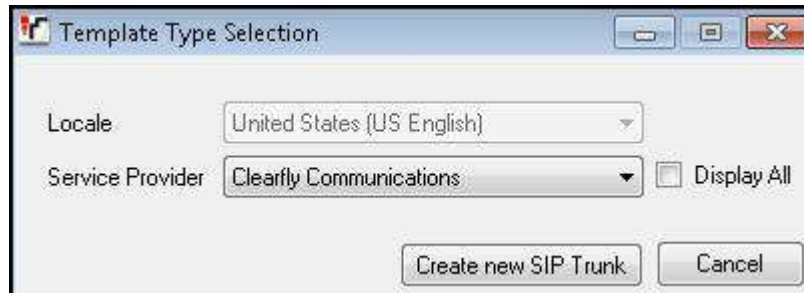 Template Type Selection
Locale United States (US English)
Service Provider Clearfly Communications Display All
Create new SIP Trunk Cancel